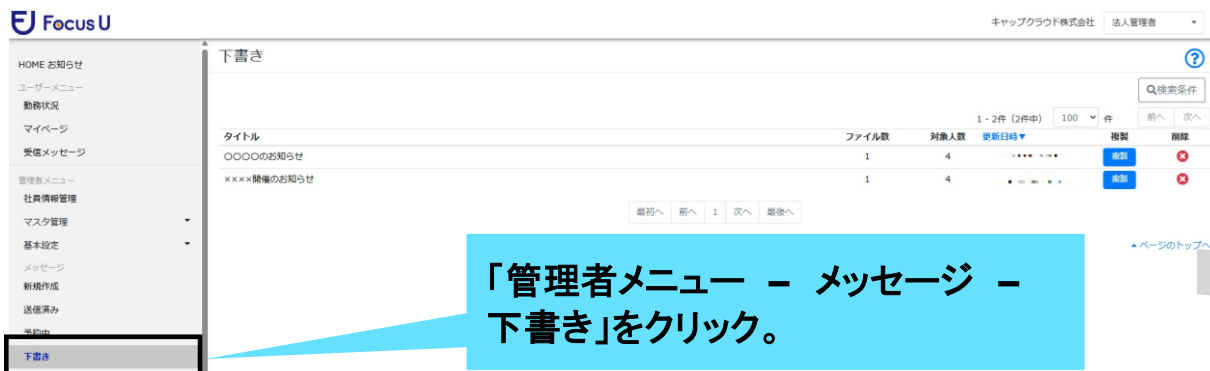 Focus U
キャップクラウド株式会社 法人管理者
HOME お知らせ
ユーザーメニュー
勤務状況
マイページ
受信メッセージ
管理者メニュー
社員情報管理
マスタ管理
基本設定
メッセージ
新規作成
送信済み
予約中
下書き
下書き
検索条件
1 - 2件（2件中） 100 件 前へ 次へ
タイトル ファイル数 対象人数 更新日時▼ 複製 削除
〇〇〇〇のお知らせ 1 4 複製
××××開催のお知らせ 1 4 複製
最初へ 前へ 1 次へ 最後へ
ページのトップへ
「管理者メニュー － メッセージ －
下書き」をクリック。